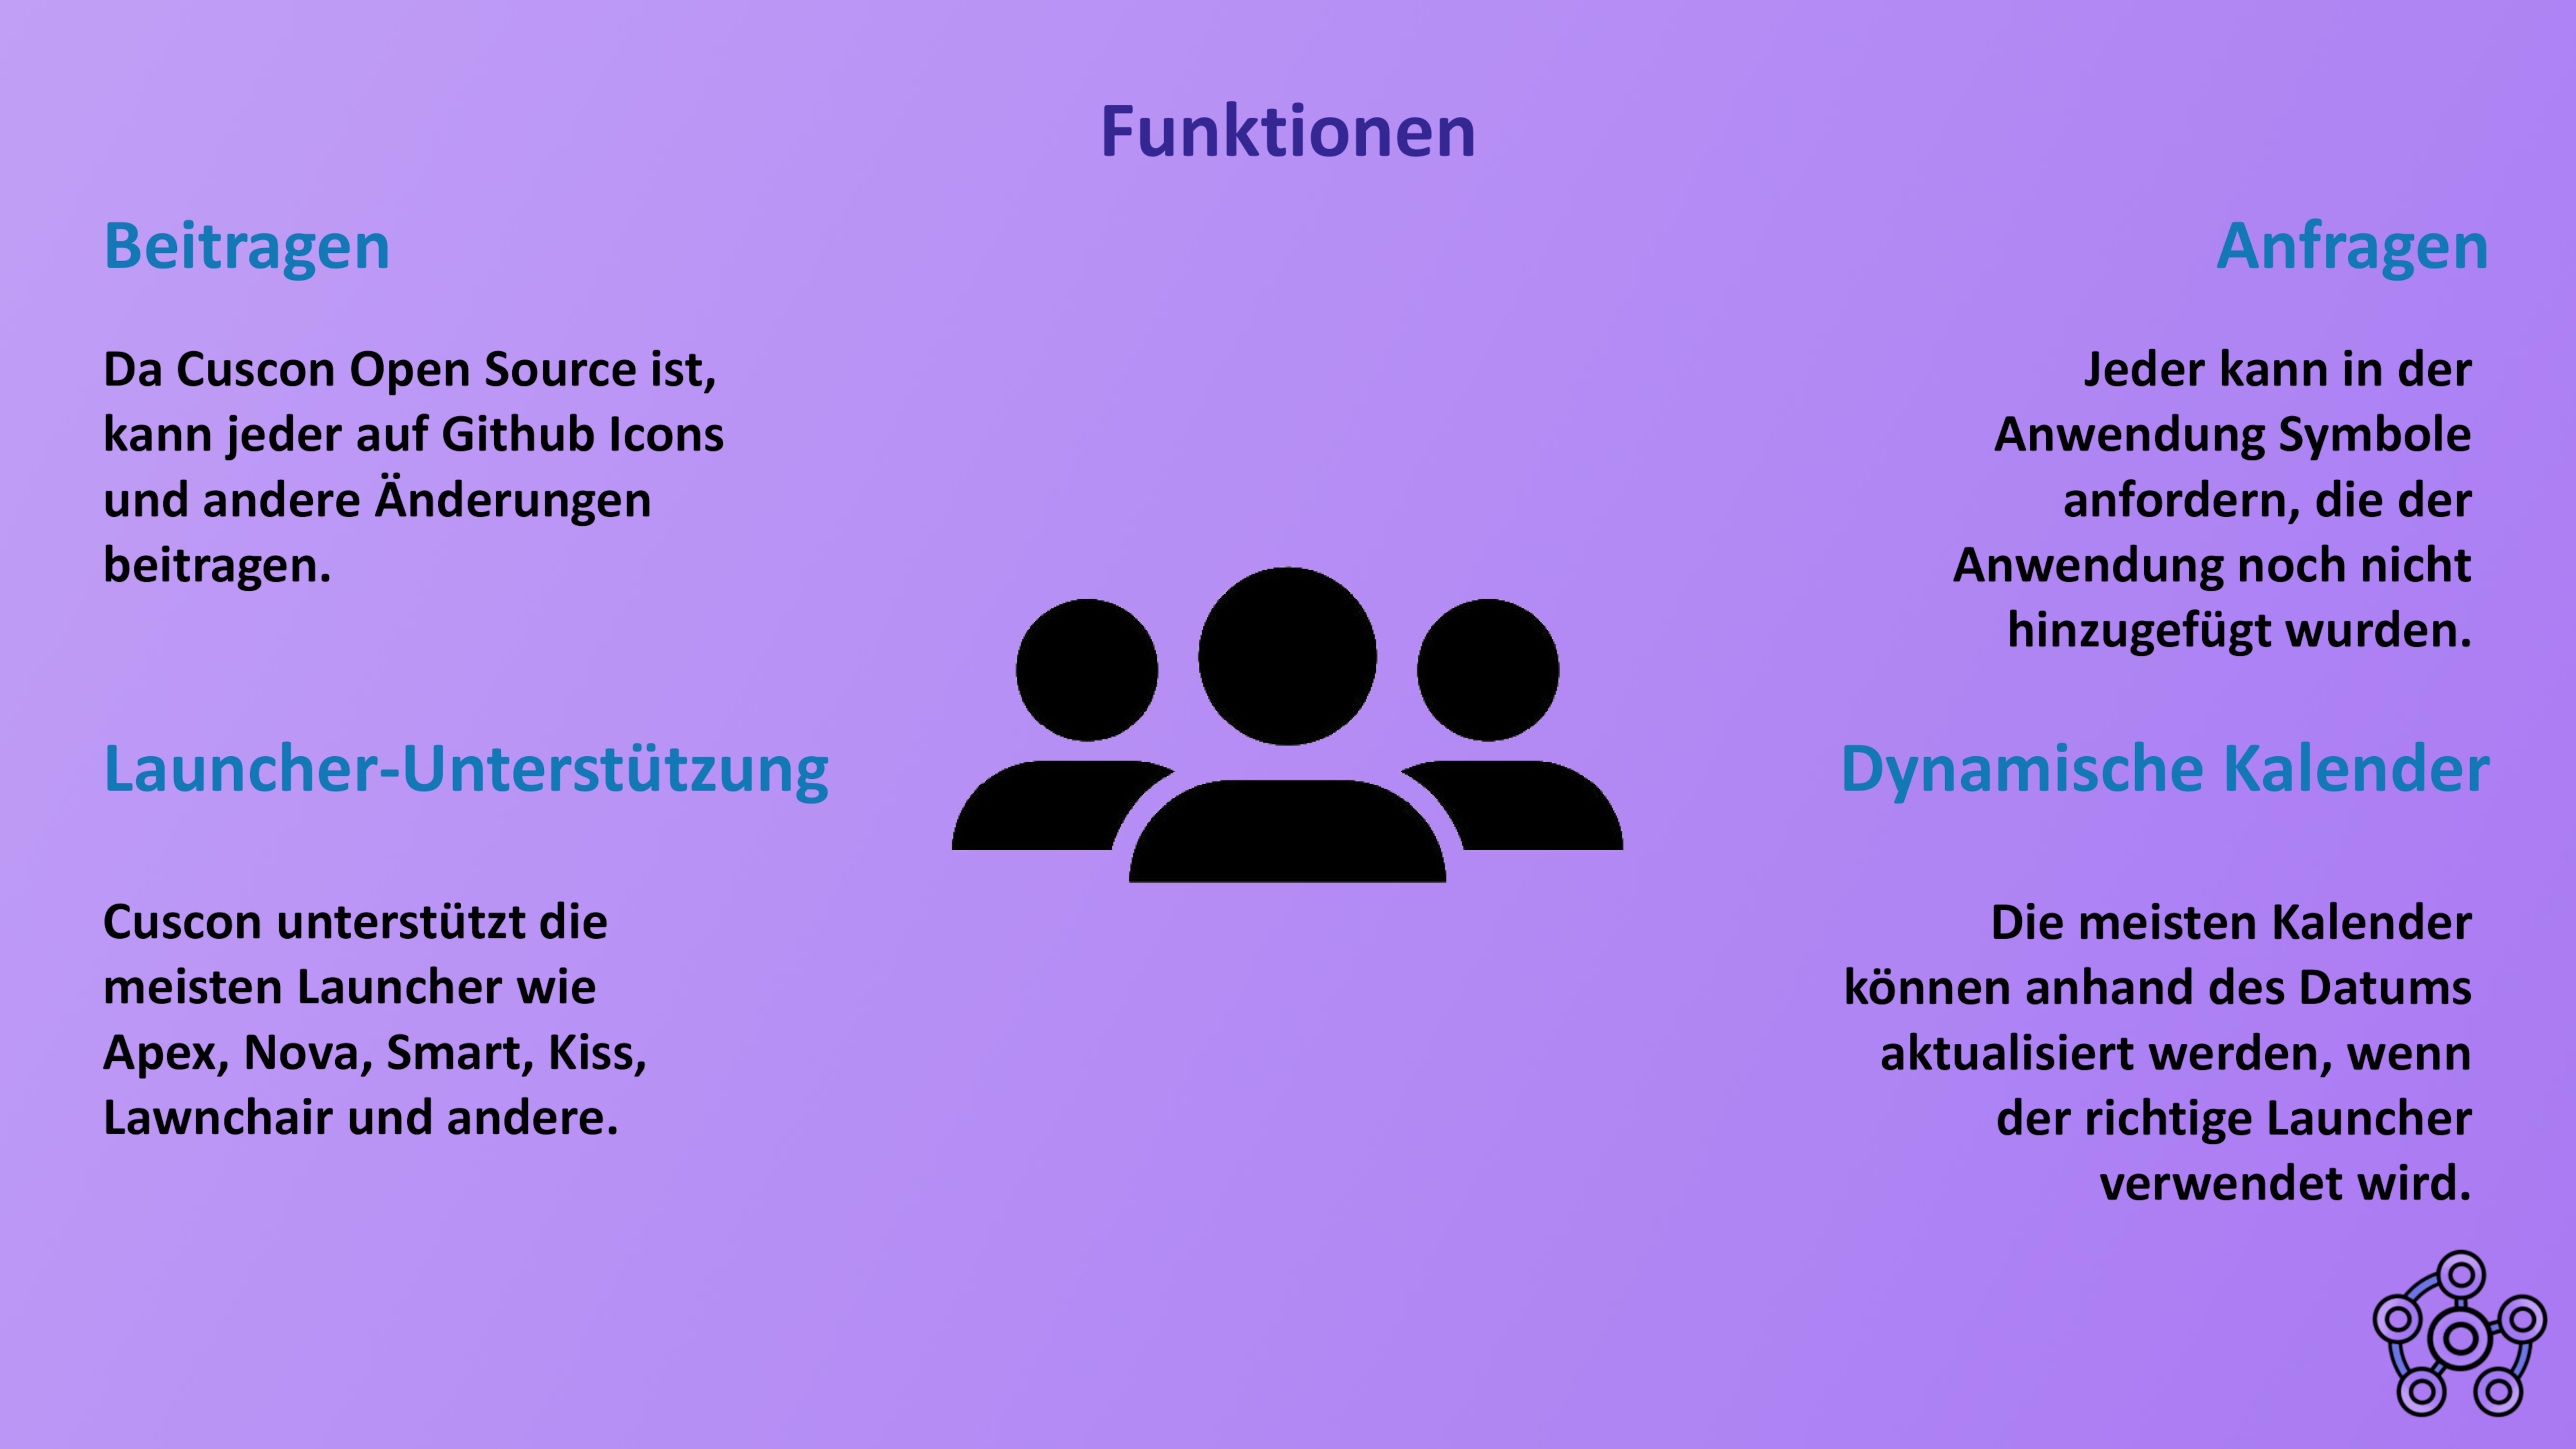 Funktionen
Beitragen
Da Cuscon Open Source ist,
kann jeder auf Github Icons
und andere Änderungen
beitragen.
Anfragen
Jeder kann in der
Anwendung Symbole
anfordern, die der
Anwendung noch nicht
hinzugefügt wurden.
Launcher-Unterstützung
Cuscon unterstützt die
meisten Launcher wie
Apex, Nova, Smart, Kiss,
Lawnchair und andere.
Dynamische Kalender
Die meisten Kalender
können anhand des Datums
aktualisiert werden, wenn
der richtige Launcher
verwendet wird.